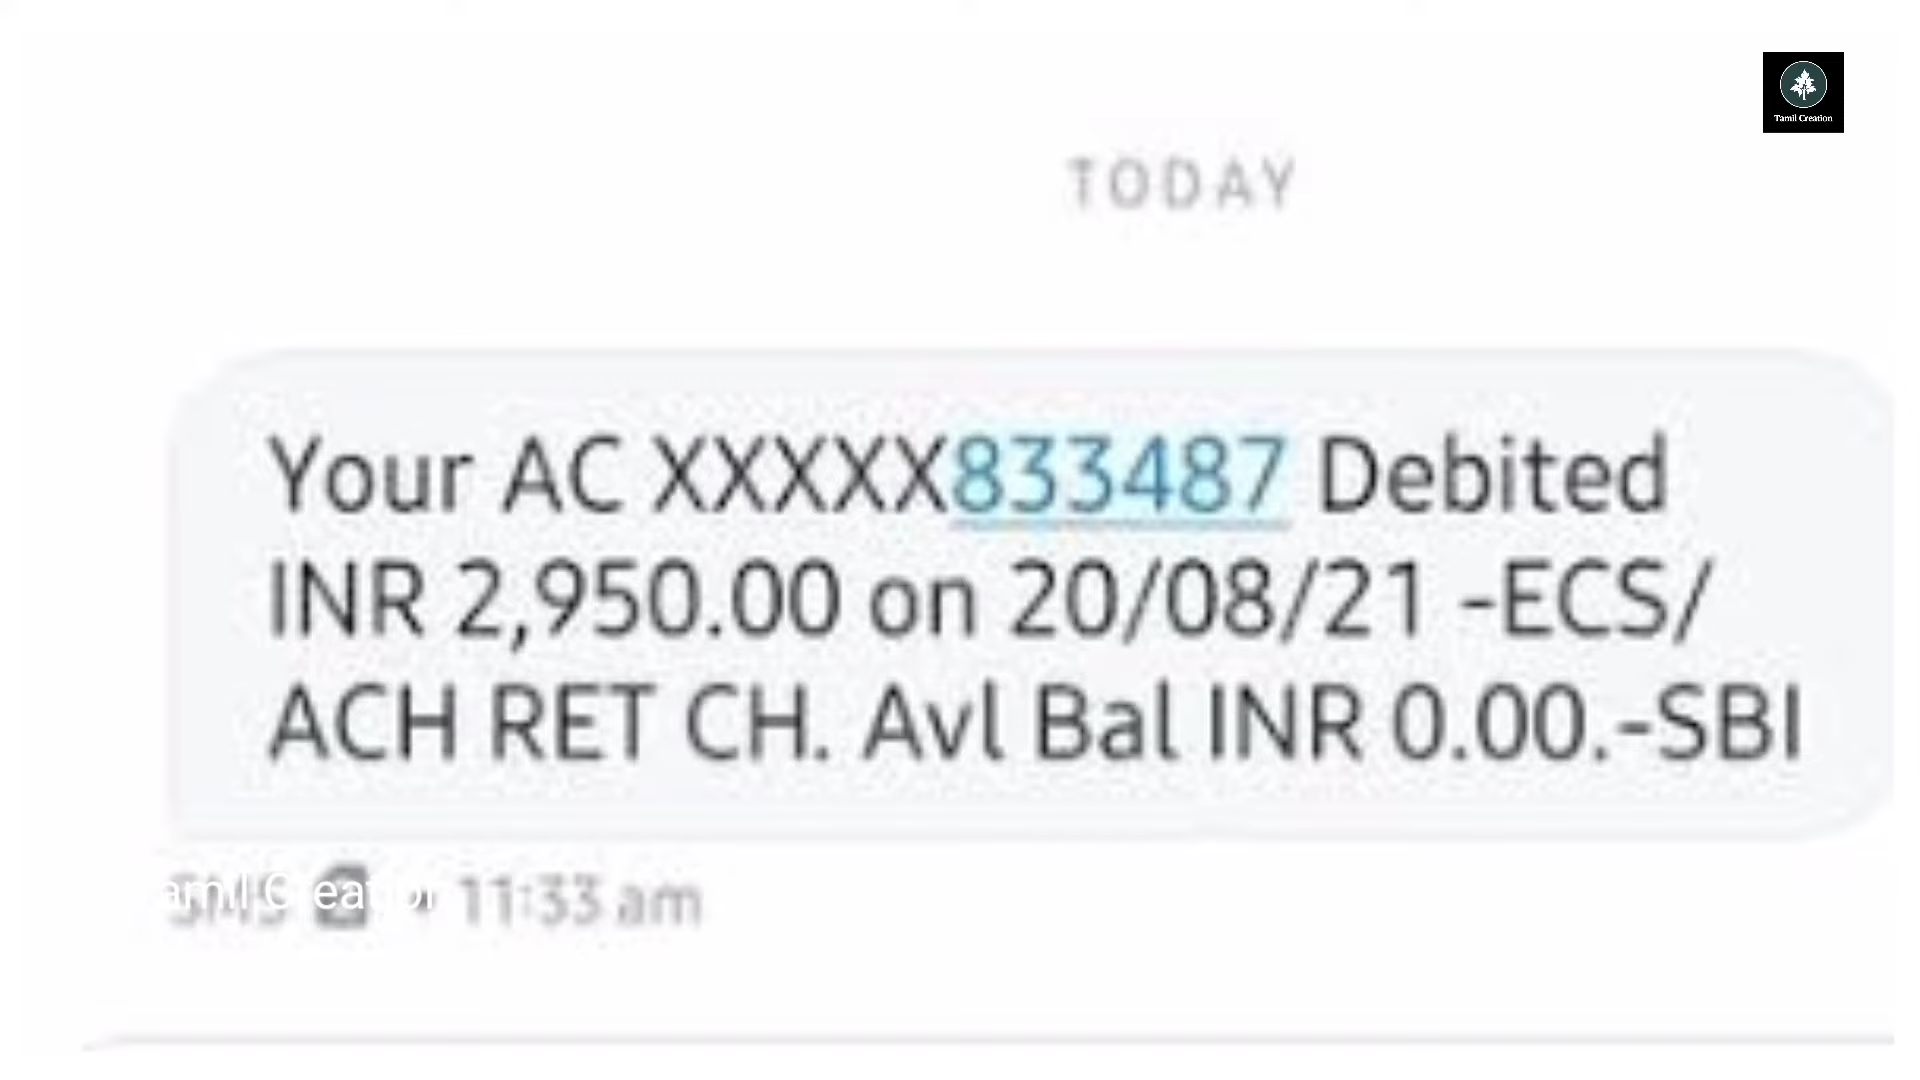 Tamil Creation
TODAY
Your AC XXXXX833487 Debited
INR 2,950.00 on 20/08/21 -ECS/
ACH RET CH. Avl Bal INR 0.00.-SBI
11:33 am